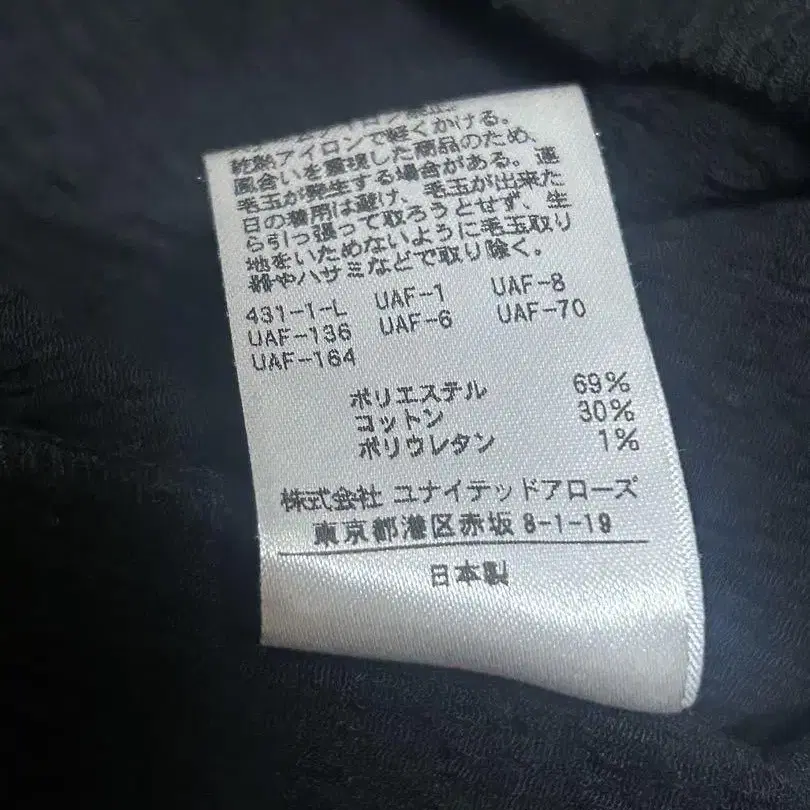 乾熱アイロンで軽くかける。
風合いを重視した商品のため、
毛玉が発生する場合がある。連
日の着用は避け、毛玉が出来た
ら引っ張って取ろうとせず、生
地をいためないように毛玉取り
器やハサミなどで取り除く。
431-1-L UAF-1 UAF-8
UAF-136 UAF-6 UAF-70
UAF-164
ポリエステル 69%
コットン 30%
ポリウレタン 1%
株式会社 ユナイテッドアローズ
東京都港区赤坂 8-1-19
日本製